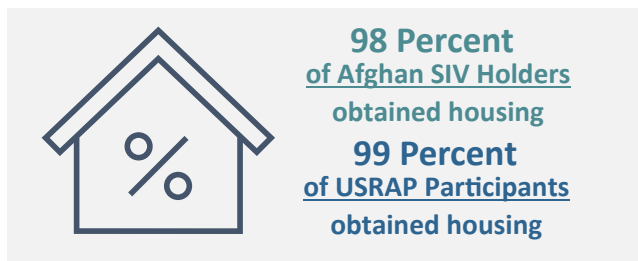 98 Percent
of Afghan SIV Holders
obtained housing
99 Percent
of USRAP Participants
obtained housing
%